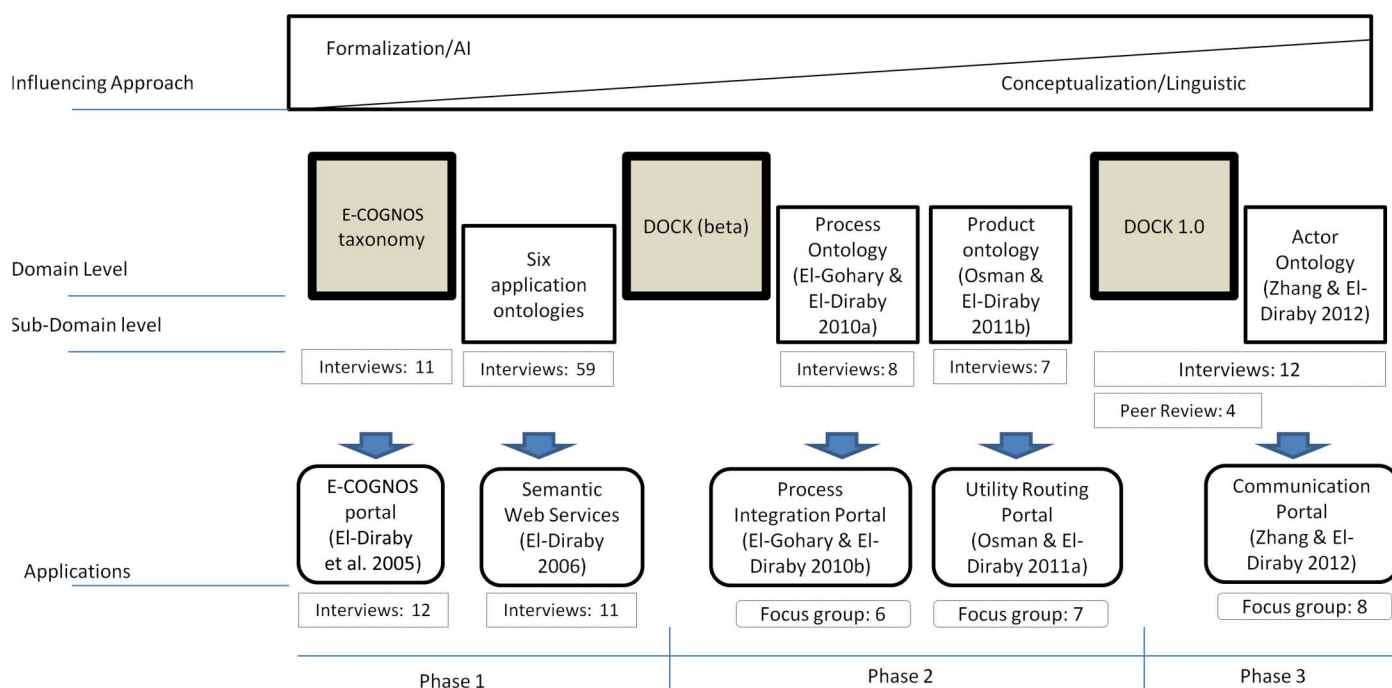 Formalization/AI
Influencing Approach
Conceptualization/Linguistic
E-COGNOS
taxonomy
Six
application
ontologies
DOCK (beta)
Process
Ontology
(El-Gohary &
El-Diraby
2010a)
Product
ontology
(Osman &
El-Diraby
2011b)
DOCK 1.0
Actor
Ontology
(Zhang & El-
Diraby 2012)
Domain Level
Sub-Domain level
Interviews: 11
Interviews: 59
Interviews: 8
Interviews: 7
Interviews: 12
Peer Review: 4
E-COGNOS
portal
(El-Diraby
et al. 2005)
Semantic
Web Services
(El-Diraby
2006)
Process
Integration Portal
(El-Gohary & El-
Diraby 2010b)
Utility Routing
Portal
(Osman & El-
Diraby 2011a)
Communication
Portal
(Zhang & El-
Diraby 2012)
Applications
Interviews: 12
Interviews: 11
Focus group: 6
Focus group: 7
Focus group: 8
Phase 1
Phase 2
Phase 3